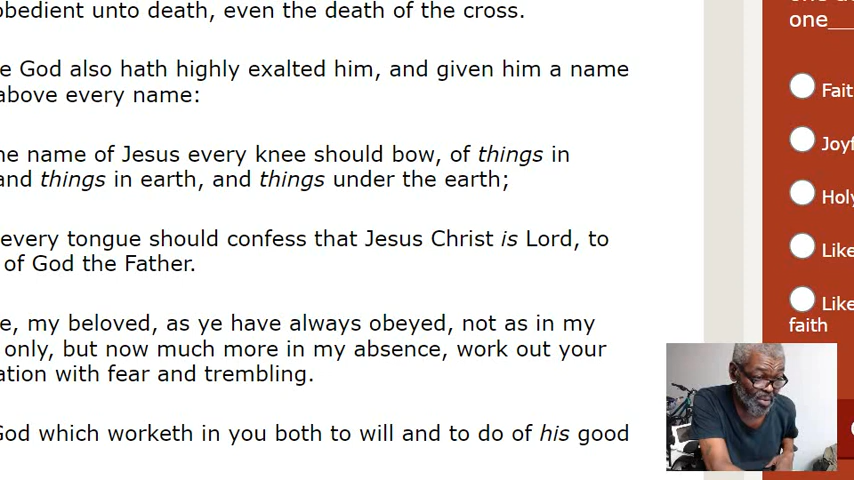 obedient unto death, even the death of the cross.
e God also hath highly exalted him, and given him a name
above every name:
he name of Jesus every knee should bow, of things in
and things in earth, and things under the earth;
every tongue should confess that Jesus Christ is Lord, to
of God the Father.
e, my beloved, as ye have always obeyed, not as in my
only, but now much more in my absence, work out your
ation with fear and trembling.
God which worketh in you both to will and to do of his good
one__
Fait
Joyf
Holy
Like
Like
faith